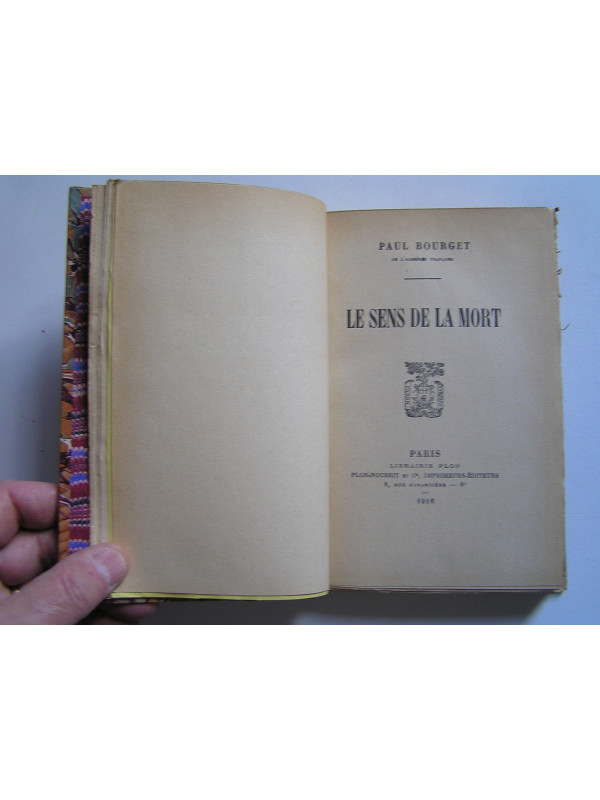 PAUL BOURGET
DE L'ACADÉMIE FRANÇAISE
LE SENS DE LA MORT
PARIS
LIBRAIRIE PLON
PLON-NOURRIT ET Cⁱᵉ, IMPRIMEURS-ÉDITEURS
8, RUE GARANCIÈRE — 6ᵉ
1916